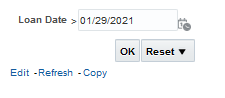 Loan Date > 01/29/2021
OK Reset ▼
Edit - Refresh - Copy